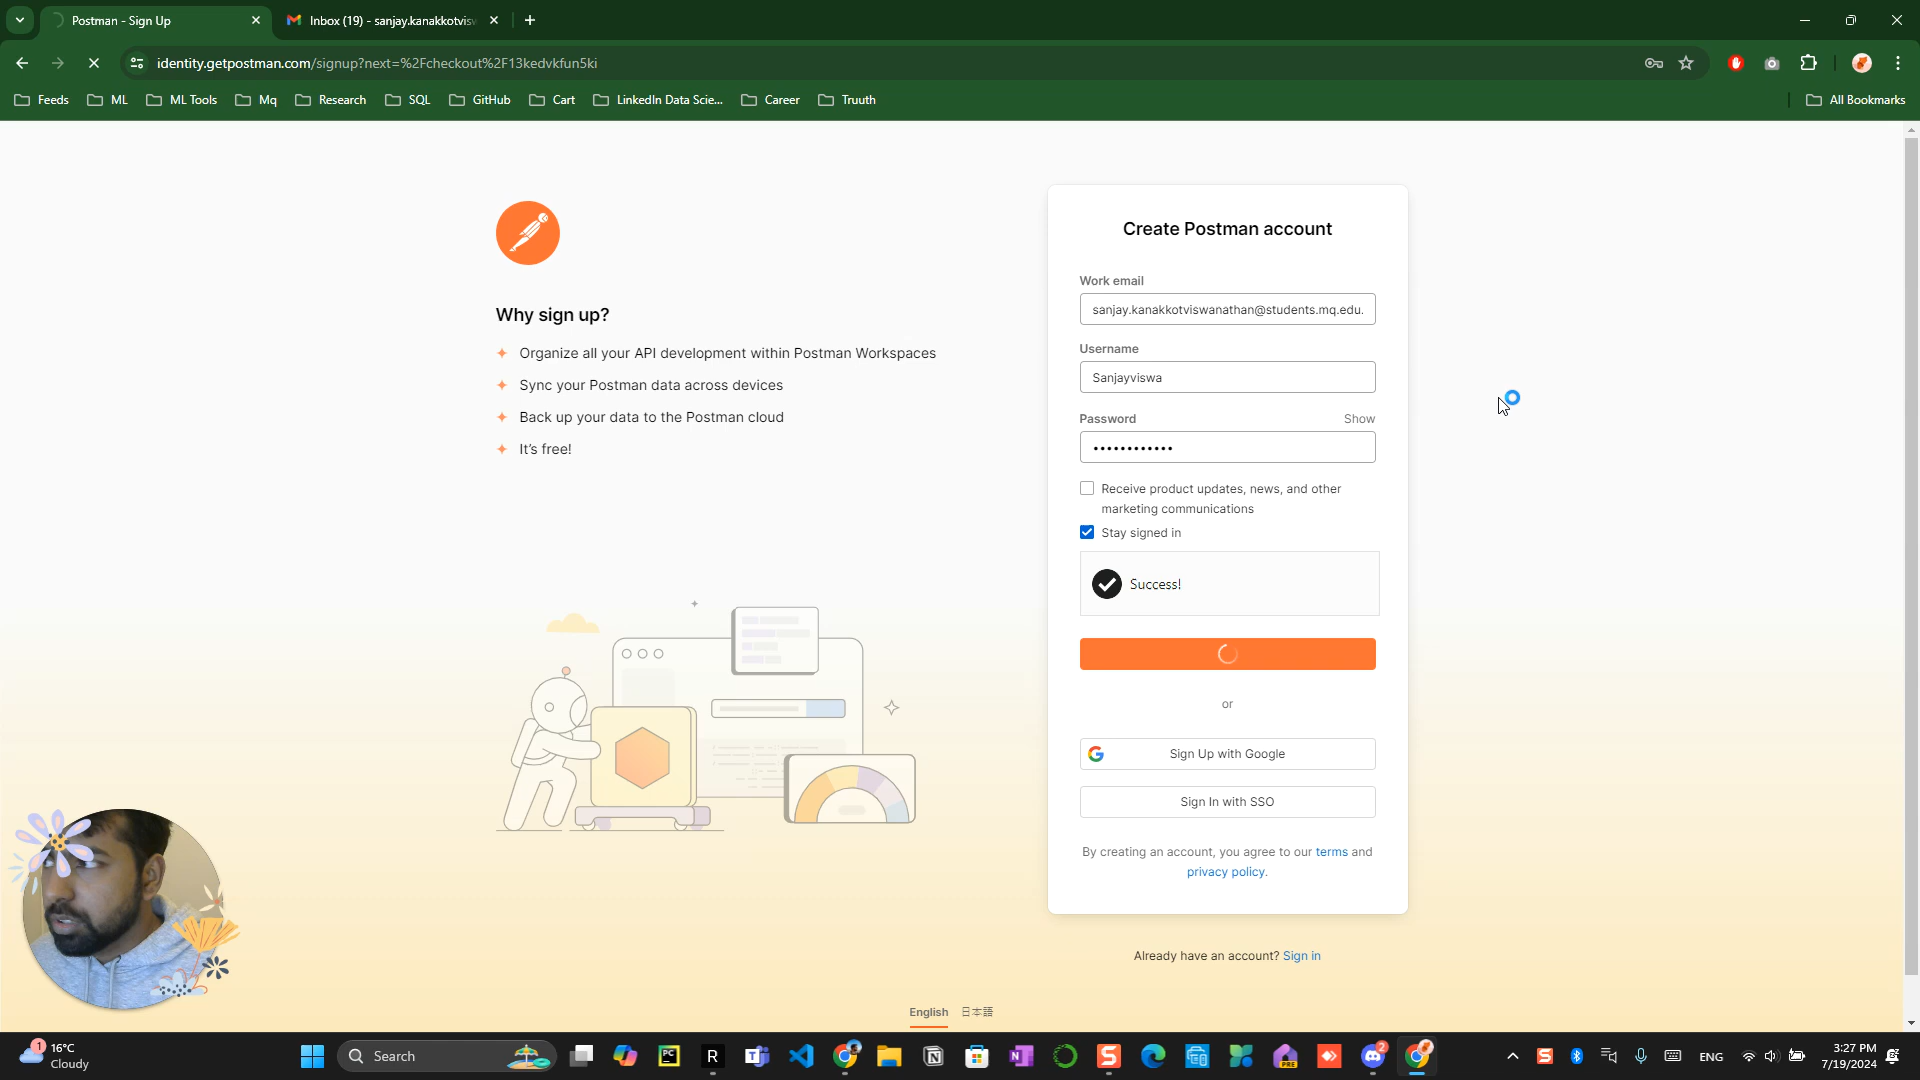 Postman - Sign Up
Inbox (19) - sanjay.kanakkotvisw
identity.getpostman.com/signup?next=%2Fcheckout%2F13kedvkfun5ki
Feeds ML ML Tools Mq Research SQL GitHub Cart LinkedIn Data Scie... Career Truuth All Bookmarks
Why sign up?
Organize all your API development within Postman Workspaces
Sync your Postman data across devices
Back up your data to the Postman cloud
It's free!
Create Postman account
Work email
sanjay.kanakkotviswanathan@students.mq.edu.
Username
Sanjayviswa
Password Show
••••••••••••
Receive product updates, news, and other
marketing communications
Stay signed in
Success!
or
Sign Up with Google
Sign In with SSO
By creating an account, you agree to our terms and
privacy policy.
Already have an account? Sign in
English 日本語
1
16°C
Cloudy
Search
PC
R
PRE
2
ENG
3:27 PM
7/19/2024